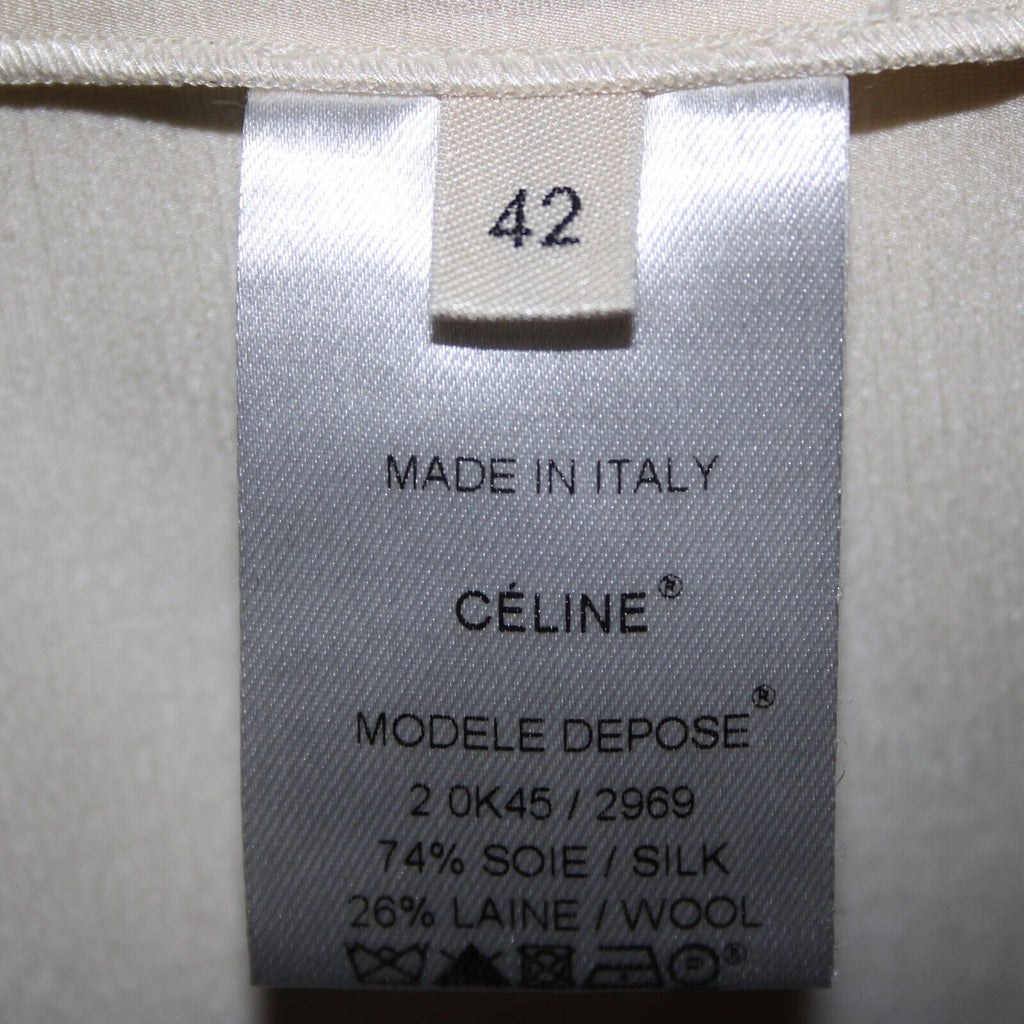 42
MADE IN ITALY
CÉLINE®
MODELE DEPOSE®
2 0K45 / 2969
74% SOIE / SILK
26% LAINE / WOOL
P